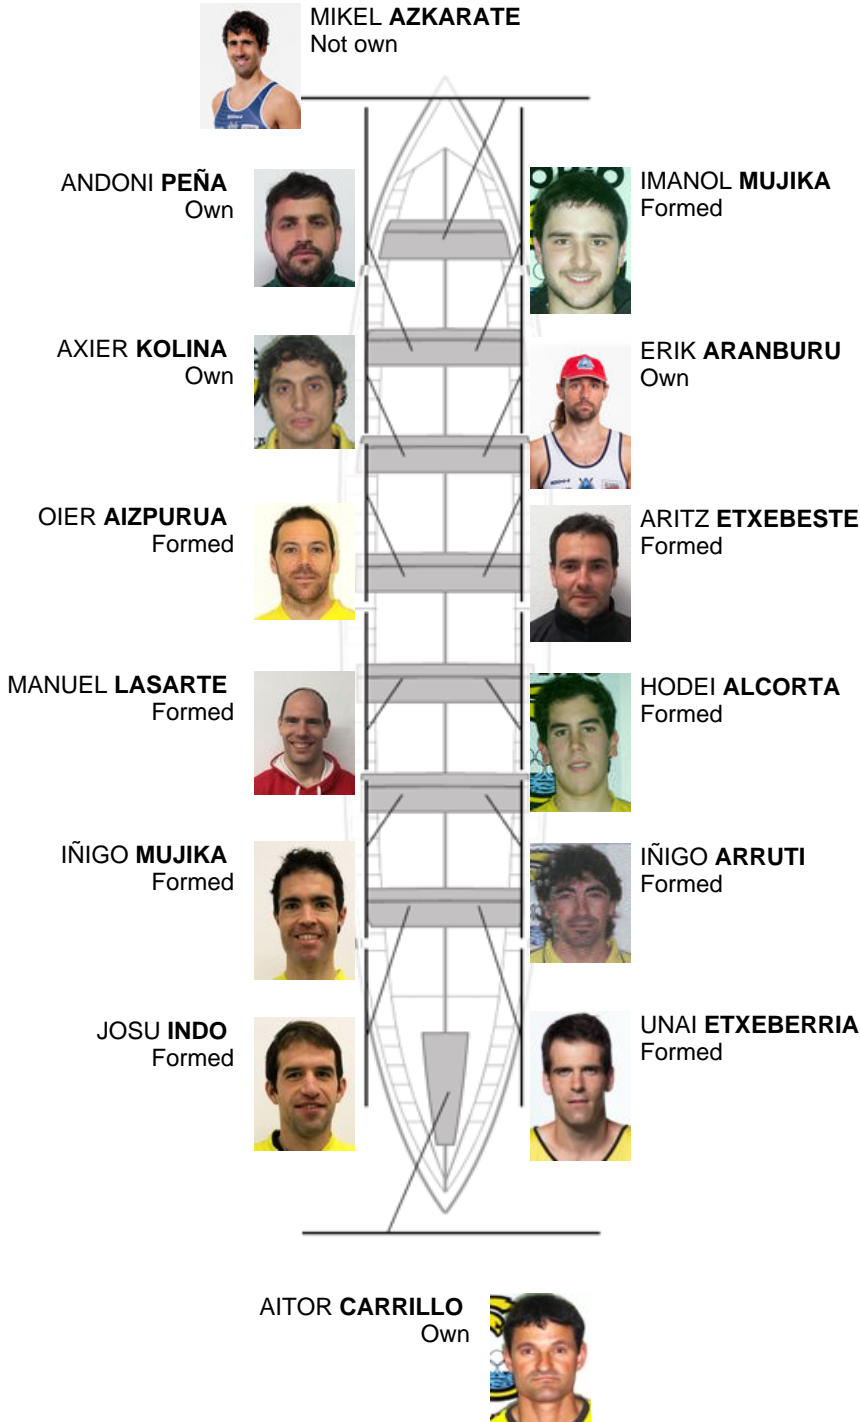 MIKEL AZKARATE
Not own
ANDONI PEÑA
Own
IMANOL MUJIKA
Formed
AXIER KOLINA
Own
ERIK ARANBURU
Own
OIER AIZPURUA
Formed
ARITZ ETXEBESTE
Formed
MANUEL LASARTE
Formed
HODEI ALCORTA
Formed
IÑIGO MUJIKA
Formed
IÑIGO ARRUTI
Formed
JOSU INDO
Formed
UNAI ETXEBERRIA
Formed
AITOR CARRILLO
Own